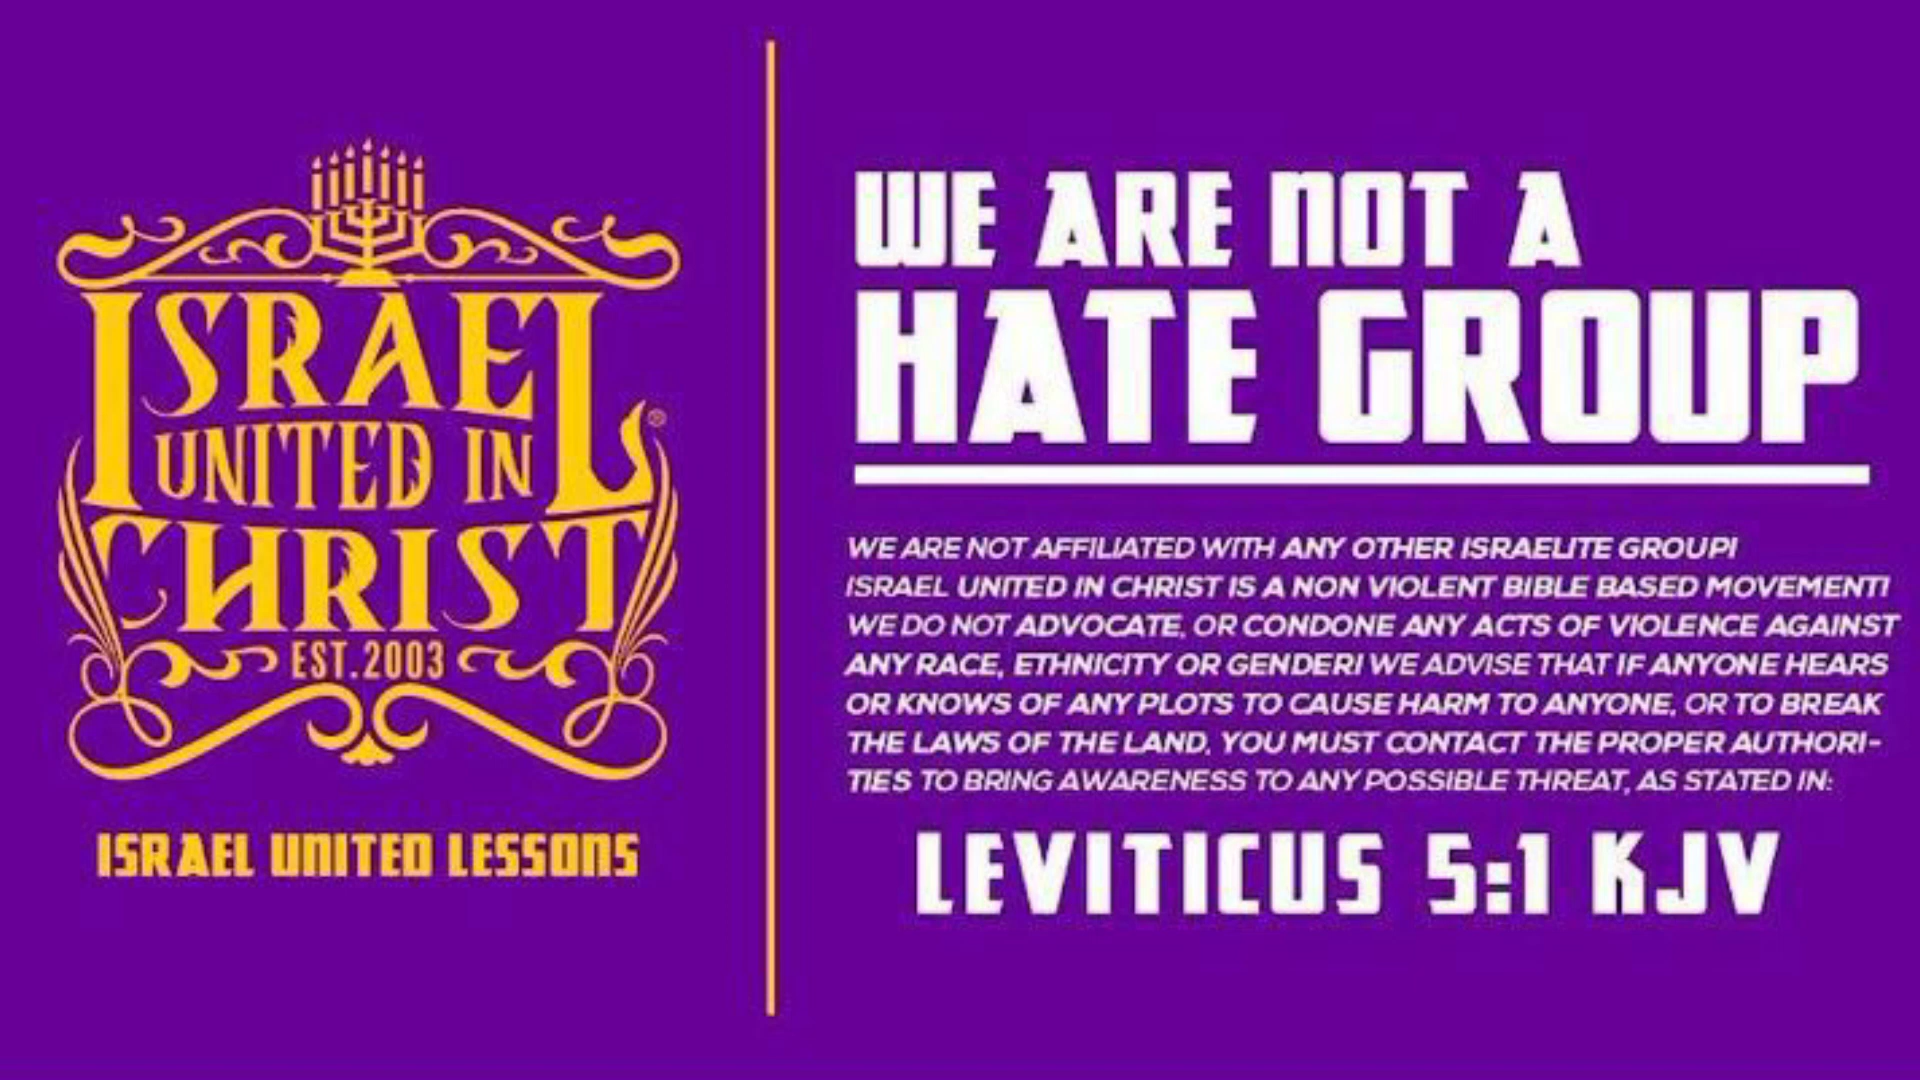 ISRAEL
UNITED IN
CHRIST
®
EST.2003
ISRAEL UNITED LESSONS
WE ARE NOT A
HATE GROUP
WE ARE NOT AFFILIATED WITH ANY OTHER ISRAELITE GROUP!
ISRAEL UNITED IN CHRIST IS A NON VIOLENT BIBLE BASED MOVEMENT!
WE DO NOT ADVOCATE, OR CONDONE ANY ACTS OF VIOLENCE AGAINST
ANY RACE, ETHNICITY OR GENDER! WE ADVISE THAT IF ANYONE HEARS
OR KNOWS OF ANY PLOTS TO CAUSE HARM TO ANYONE, OR TO BREAK
THE LAWS OF THE LAND, YOU MUST CONTACT THE PROPER AUTHORI-
TIES TO BRING AWARENESS TO ANY POSSIBLE THREAT, AS STATED IN:
LEVITICUS 5:1 KJV